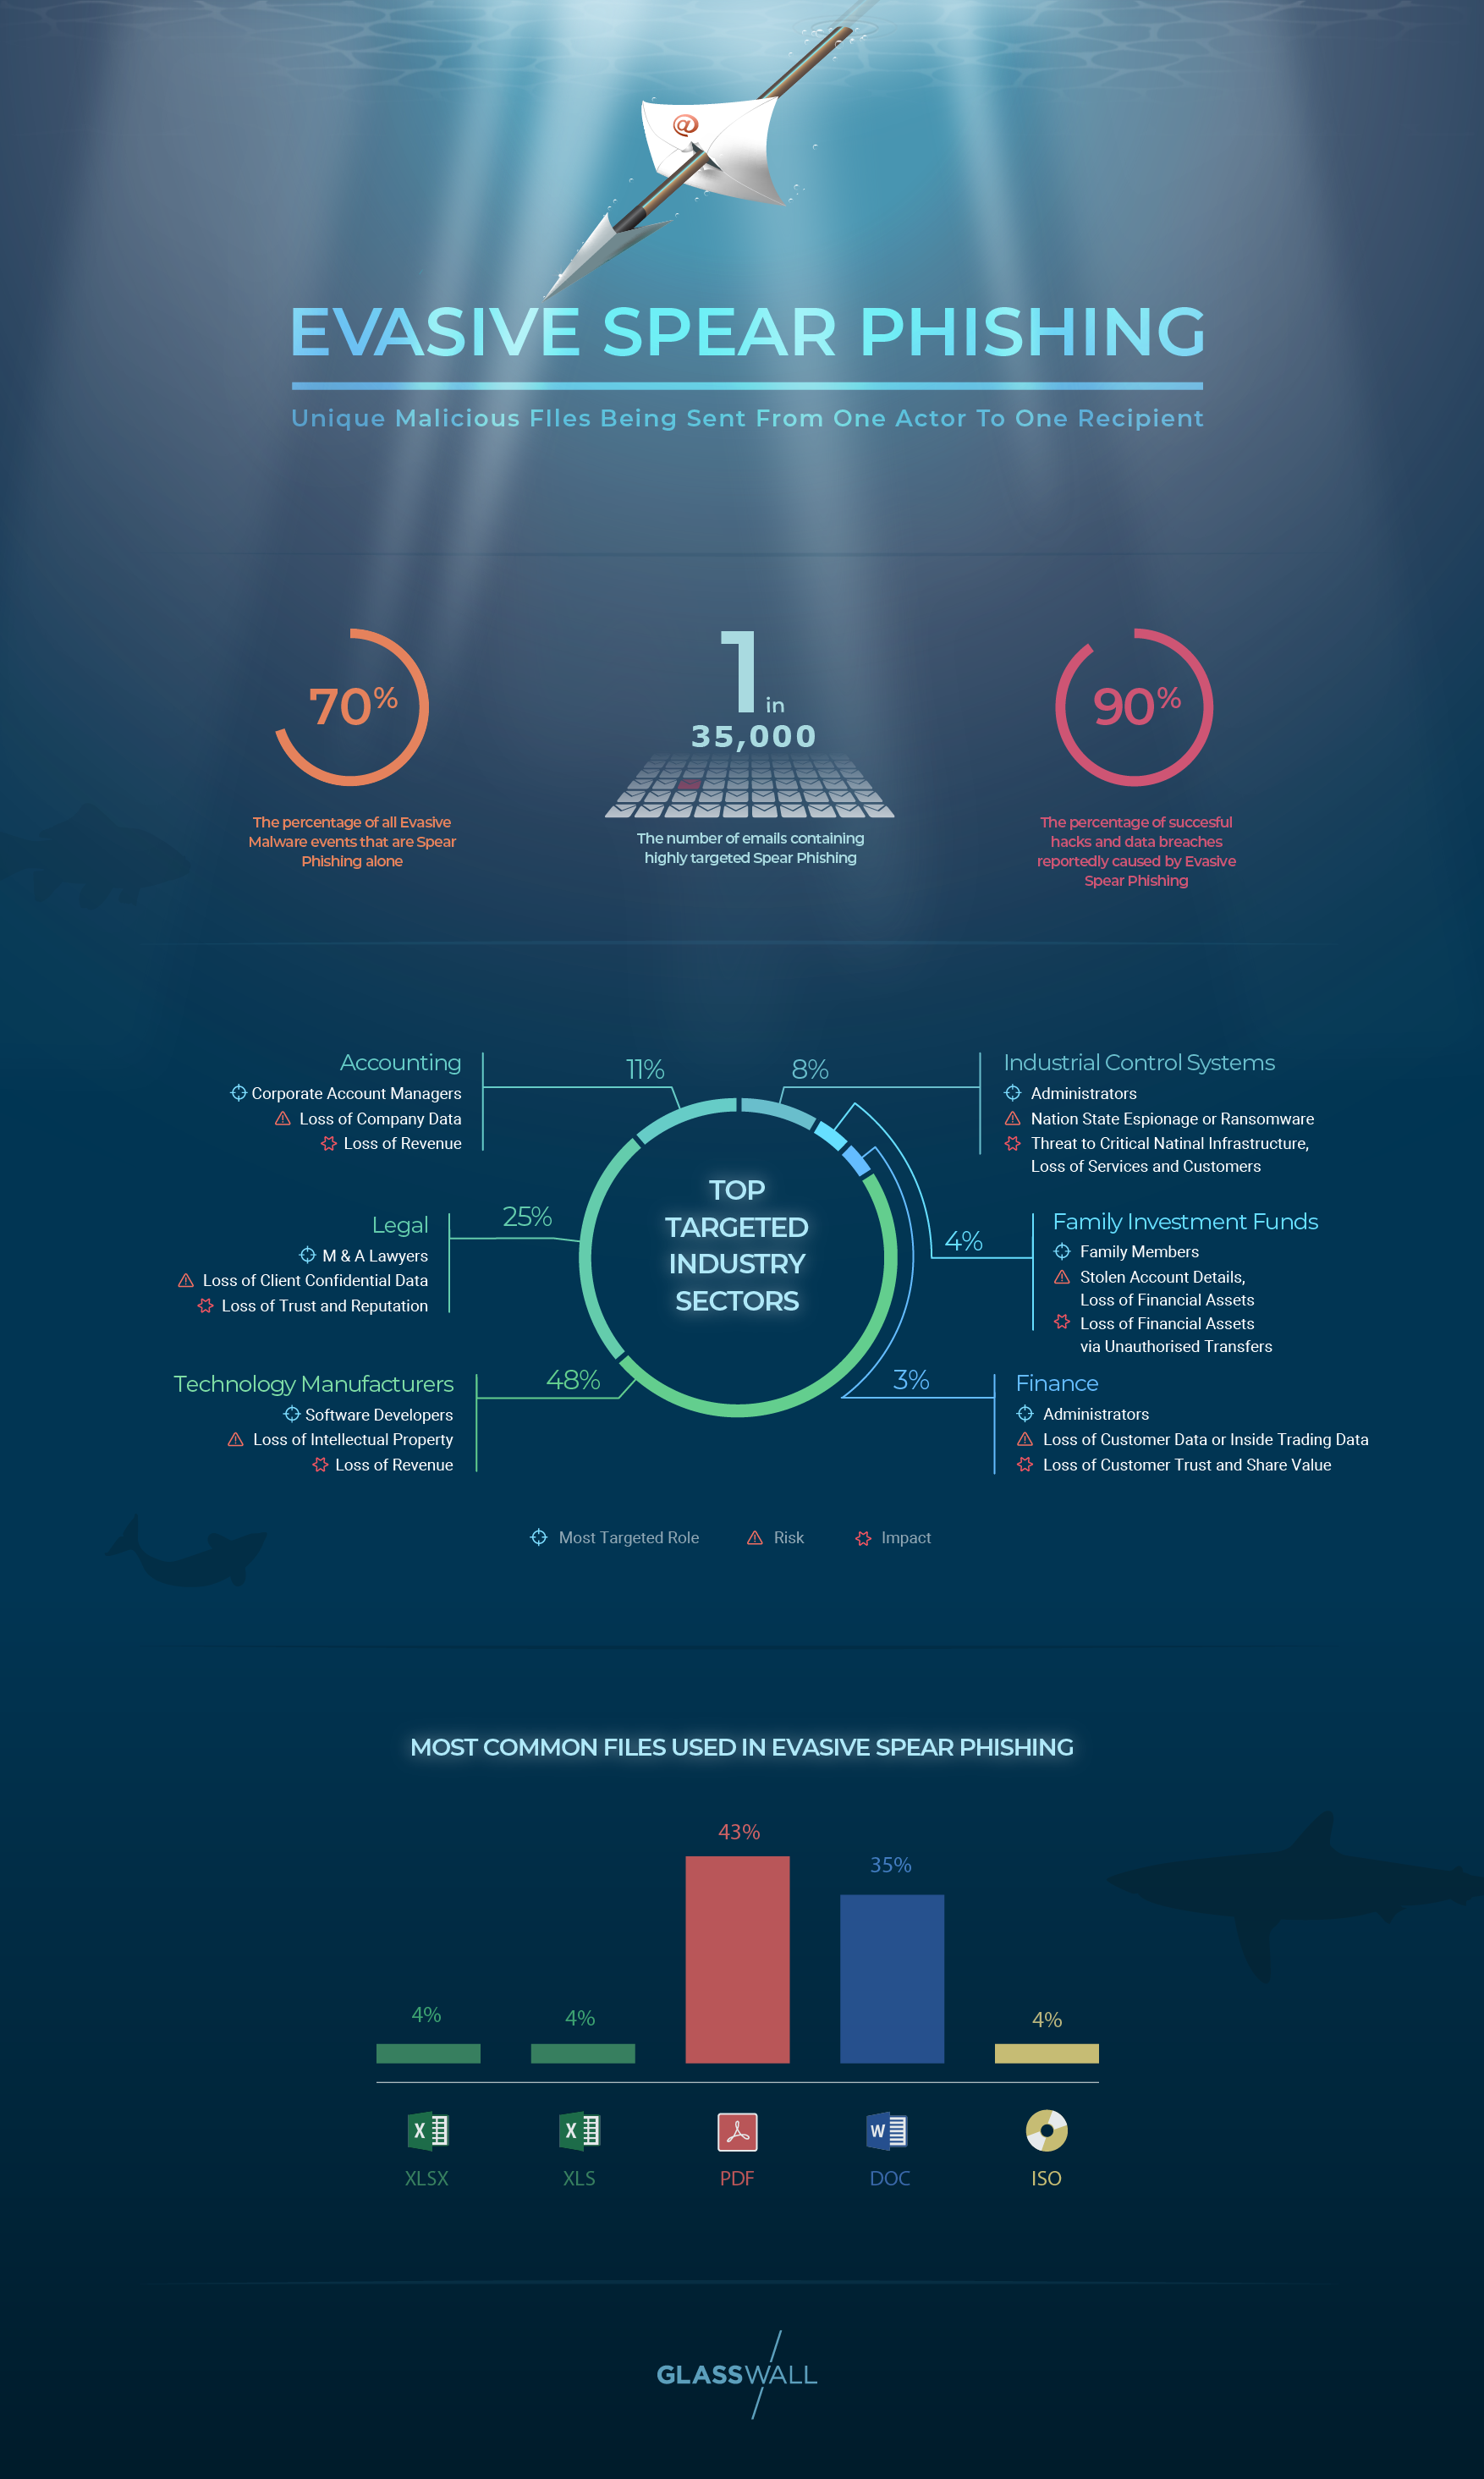 @
EVASIVE SPEAR PHISHING
Unique Malicious FIles Being Sent From One Actor To One Recipient
70%
The percentage of all Evasive
Malware events that are Spear
Phishing alone
1 in
35,000
The number of emails containing
highly targeted Spear Phishing
90%
The percentage of succesful
hacks and data breaches
reportedly caused by Evasive
Spear Phishing
TOP
TARGETED
INDUSTRY
SECTORS
Accounting
11%
Corporate Account Managers
Loss of Company Data
Loss of Revenue
Legal
25%
M & A Lawyers
Loss of Client Confidential Data
Loss of Trust and Reputation
Technology Manufacturers
48%
Software Developers
Loss of Intellectual Property
Loss of Revenue
8%
Industrial Control Systems
Administrators
Nation State Espionage or Ransomware
Threat to Critical Natinal Infrastructure,
Loss of Services and Customers
4%
Family Investment Funds
Family Members
Stolen Account Details,
Loss of Financial Assets
Loss of Financial Assets
via Unauthorised Transfers
3%
Finance
Administrators
Loss of Customer Data or Inside Trading Data
Loss of Customer Trust and Share Value
Most Targeted Role
Risk
Impact
MOST COMMON FILES USED IN EVASIVE SPEAR PHISHING
4%
4%
43%
35%
4%
X
X
W
XLSX
XLS
PDF
DOC
ISO
GLASSWALL